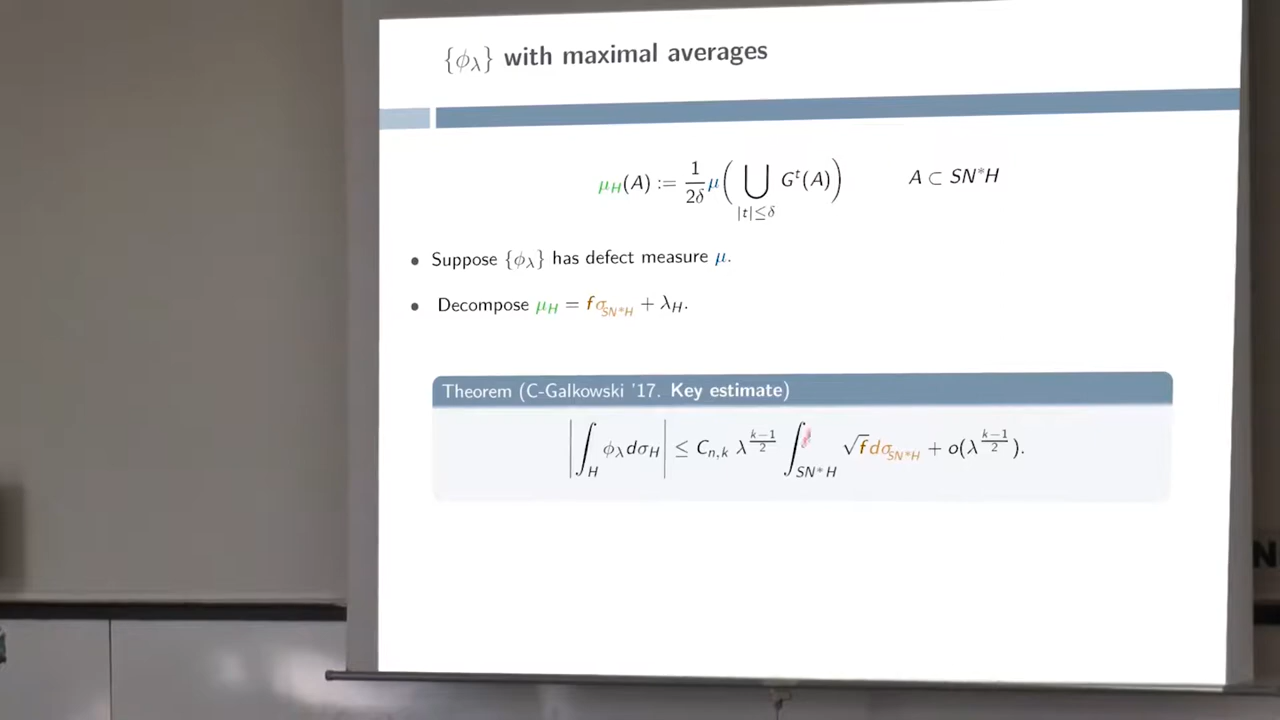 {ϕ_λ} with maximal averages
μ_H(A) := 1/2δ μ( ⋃_{|t|≤δ} G^t(A) ) A ⊂ SN*H
• Suppose {ϕ_λ} has defect measure μ.
• Decompose μ_H = fσ_{SN*H} + λ_H.
Theorem (C-Galkowski '17. Key estimate)
|∫_H ϕ_λ dσ_H| ≤ C_{n,k} λ^{(k−1)/2} ∫_{SN*H} √f dσ_{SN*H} + o(λ^{(k−1)/2}).
N